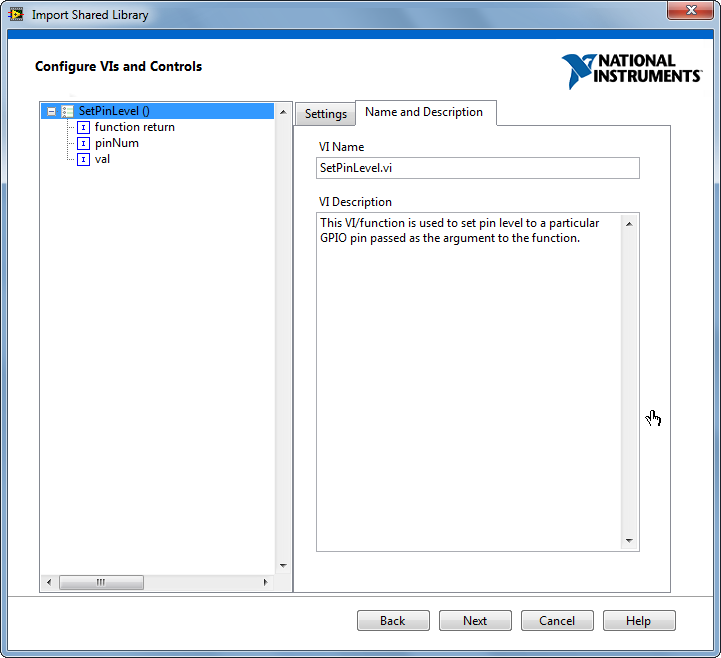 Import Shared Library
Configure VIs and Controls
NATIONAL
INSTRUMENTS
SetPinLevel ()
function return
pinNum
val
Settings
Name and Description
VI Name
SetPinLevel.vi
VI Description
This VI/function is used to set pin level to a particular
GPIO pin passed as the argument to the function.
Back
Next
Cancel
Help